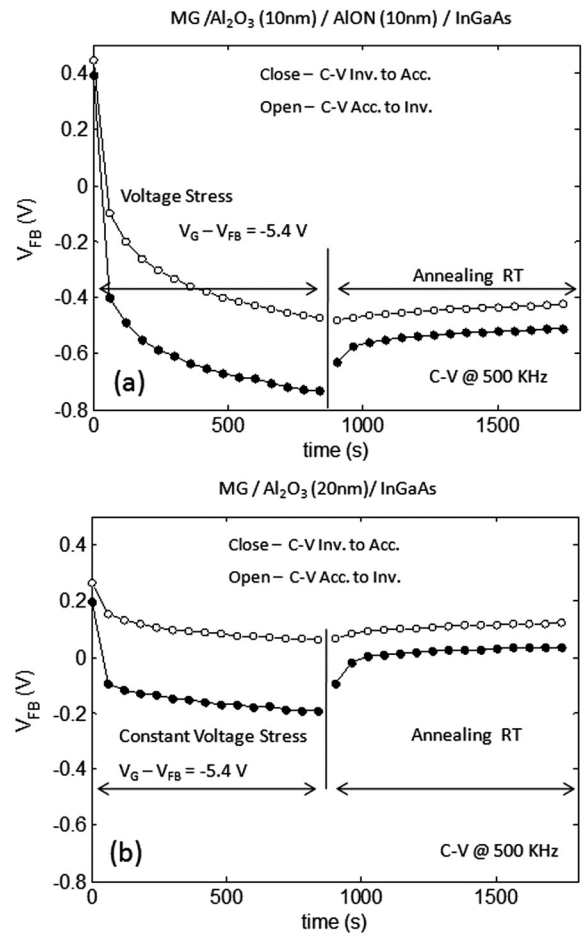 MG /Al₂O₃ (10nm) / AlON (10nm) / InGaAs
Close – C-V Inv. to Acc.
Open – C-V Acc. to Inv.
Voltage Stress
V_G – V_FB = -5.4 V
Annealing RT
(a)
C-V @ 500 KHz
V_FB (V)
0.4
0.2
0
-0.2
-0.4
-0.6
-0.8
0 500 1000 1500
time (s)
MG / Al₂O₃ (20nm)/ InGaAs
Close – C-V Inv. to Acc.
Open – C-V Acc. to Inv.
Constant Voltage Stress
Annealing RT
V_G – V_FB = -5.4 V
(b)
C-V @ 500 KHz
V_FB (V)
0.4
0.2
0
-0.2
-0.4
-0.6
-0.8
0 500 1000 1500
time (s)